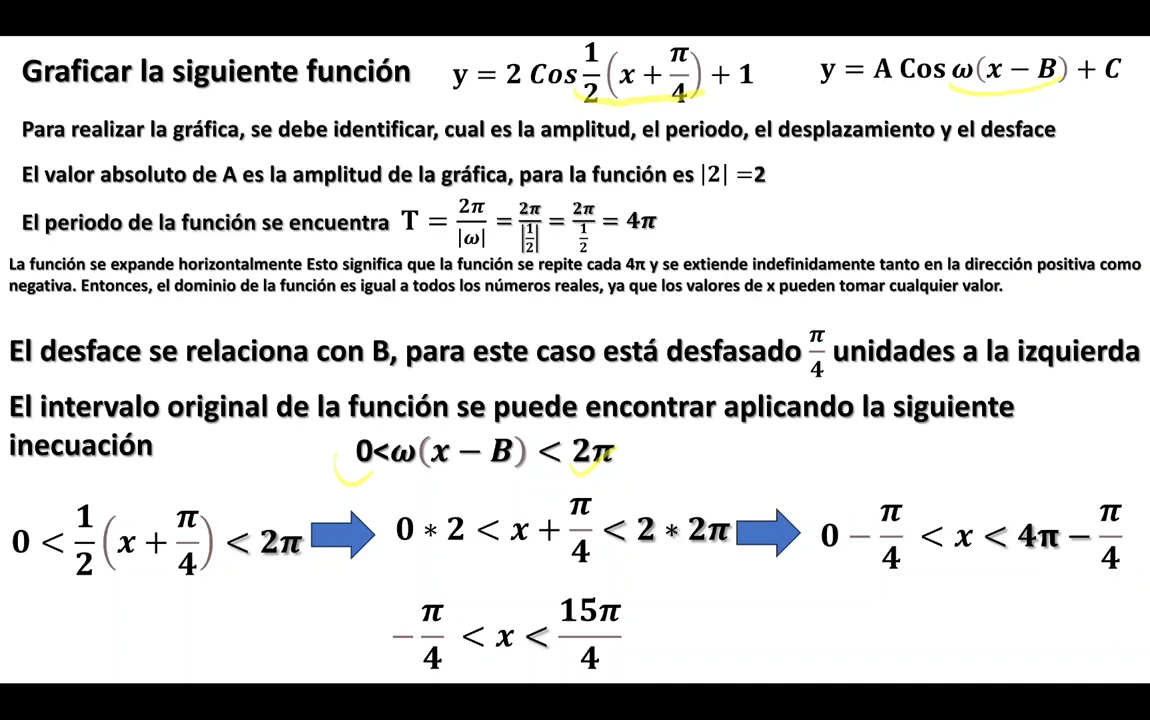 Graficar la siguiente función y = 2 Cos 1/2 (x + π/4) + 1 y = A Cos ω(x − B) + C
Para realizar la gráfica, se debe identificar, cual es la amplitud, el periodo, el desplazamiento y el desface
El valor absoluto de A es la amplitud de la gráfica, para la función es |2| =2
El periodo de la función se encuentra T = 2π/|ω| = 2π/|1/2| = 2π/(1/2) = 4π
La función se expande horizontalmente Esto significa que la función se repite cada 4π y se extiende indefinidamente tanto en la dirección positiva como
negativa. Entonces, el dominio de la función es igual a todos los números reales, ya que los valores de x pueden tomar cualquier valor.
El desface se relaciona con B, para este caso está desfasado π/4 unidades a la izquierda
El intervalo original de la función se puede encontrar aplicando la siguiente
inecuación 0<ω(x − B) < 2π
0 < 1/2 (x + π/4) < 2π 0 * 2 < x + π/4 < 2 * 2π 0 − π/4 < x < 4π − π/4
− π/4 < x < 15π/4